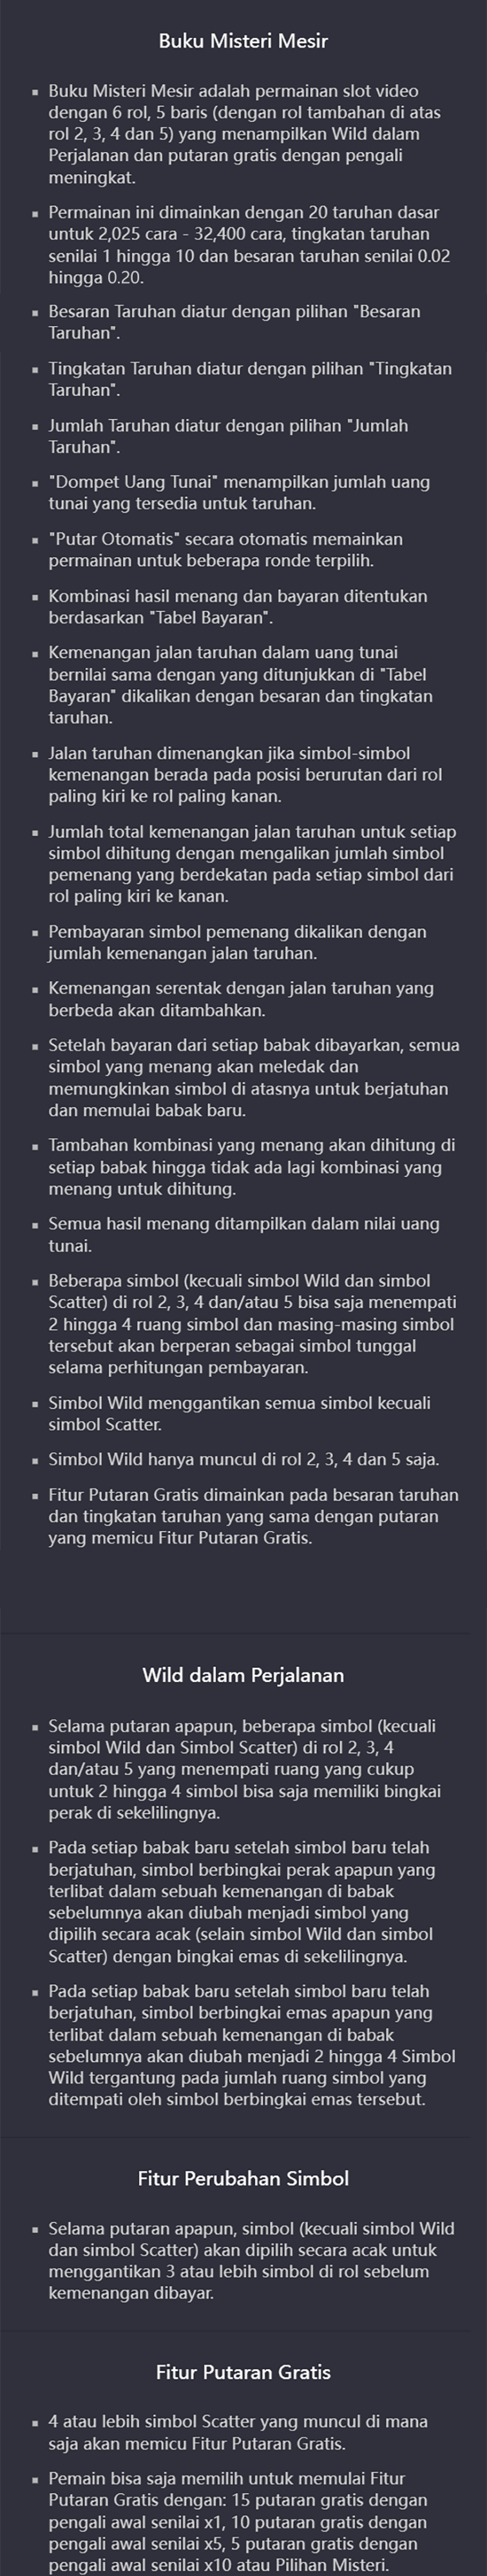 Buku Misteri Mesir
▪ Buku Misteri Mesir adalah permainan slot video
dengan 6 rol, 5 baris (dengan rol tambahan di atas
rol 2, 3, 4 dan 5) yang menampilkan Wild dalam
Perjalanan dan putaran gratis dengan pengali
meningkat.
▪ Permainan ini dimainkan dengan 20 taruhan dasar
untuk 2,025 cara - 32,400 cara, tingkatan taruhan
senilai 1 hingga 10 dan besaran taruhan senilai 0.02
hingga 0.20.
▪ Besaran Taruhan diatur dengan pilihan "Besaran
Taruhan".
▪ Tingkatan Taruhan diatur dengan pilihan "Tingkatan
Taruhan".
▪ Jumlah Taruhan diatur dengan pilihan "Jumlah
Taruhan".
▪ "Dompet Uang Tunai" menampilkan jumlah uang
tunai yang tersedia untuk taruhan.
▪ "Putar Otomatis" secara otomatis memainkan
permainan untuk beberapa ronde terpilih.
▪ Kombinasi hasil menang dan bayaran ditentukan
berdasarkan "Tabel Bayaran".
▪ Kemenangan jalan taruhan dalam uang tunai
bernilai sama dengan yang ditunjukkan di "Tabel
Bayaran" dikalikan dengan besaran dan tingkatan
taruhan.
▪ Jalan taruhan dimenangkan jika simbol-simbol
kemenangan berada pada posisi berurutan dari rol
paling kiri ke rol paling kanan.
▪ Jumlah total kemenangan jalan taruhan untuk setiap
simbol dihitung dengan mengalikan jumlah simbol
pemenang yang berdekatan pada setiap simbol dari
rol paling kiri ke kanan.
▪ Pembayaran simbol pemenang dikalikan dengan
jumlah kemenangan jalan taruhan.
▪ Kemenangan serentak dengan jalan taruhan yang
berbeda akan ditambahkan.
▪ Setelah bayaran dari setiap babak dibayarkan, semua
simbol yang menang akan meledak dan
memungkinkan simbol di atasnya untuk berjatuhan
dan memulai babak baru.
▪ Tambahan kombinasi yang menang akan dihitung di
setiap babak hingga tidak ada lagi kombinasi yang
menang untuk dihitung.
▪ Semua hasil menang ditampilkan dalam nilai uang
tunai.
▪ Beberapa simbol (kecuali simbol Wild dan simbol
Scatter) di rol 2, 3, 4 dan/atau 5 bisa saja menempati
2 hingga 4 ruang simbol dan masing-masing simbol
tersebut akan berperan sebagai simbol tunggal
selama perhitungan pembayaran.
▪ Simbol Wild menggantikan semua simbol kecuali
simbol Scatter.
▪ Simbol Wild hanya muncul di rol 2, 3, 4 dan 5 saja.
▪ Fitur Putaran Gratis dimainkan pada besaran taruhan
dan tingkatan taruhan yang sama dengan putaran
yang memicu Fitur Putaran Gratis.
Wild dalam Perjalanan
▪ Selama putaran apapun, beberapa simbol (kecuali
simbol Wild dan Simbol Scatter) di rol 2, 3, 4
dan/atau 5 yang menempati ruang yang cukup
untuk 2 hingga 4 simbol bisa saja memiliki bingkai
perak di sekelilingnya.
▪ Pada setiap babak baru setelah simbol baru telah
berjatuhan, simbol berbingkai perak apapun yang
terlibat dalam sebuah kemenangan di babak
sebelumnya akan diubah menjadi simbol yang
dipilih secara acak (selain simbol Wild dan simbol
Scatter) dengan bingkai emas di sekelilingnya.
▪ Pada setiap babak baru setelah simbol baru telah
berjatuhan, simbol berbingkai emas apapun yang
terlibat dalam sebuah kemenangan di babak
sebelumnya akan diubah menjadi 2 hingga 4 Simbol
Wild tergantung pada jumlah ruang simbol yang
ditempati oleh simbol berbingkai emas tersebut.
Fitur Perubahan Simbol
▪ Selama putaran apapun, simbol (kecuali simbol Wild
dan simbol Scatter) akan dipilih secara acak untuk
menggantikan 3 atau lebih simbol di rol sebelum
kemenangan dibayar.
Fitur Putaran Gratis
▪ 4 atau lebih simbol Scatter yang muncul di mana
saja akan memicu Fitur Putaran Gratis.
▪ Pemain bisa saja memilih untuk memulai Fitur
Putaran Gratis dengan: 15 putaran gratis dengan
pengali awal senilai x1, 10 putaran gratis dengan
pengali awal senilai x5, 5 putaran gratis dengan
pengali awal senilai x10 atau Pilihan Misteri.